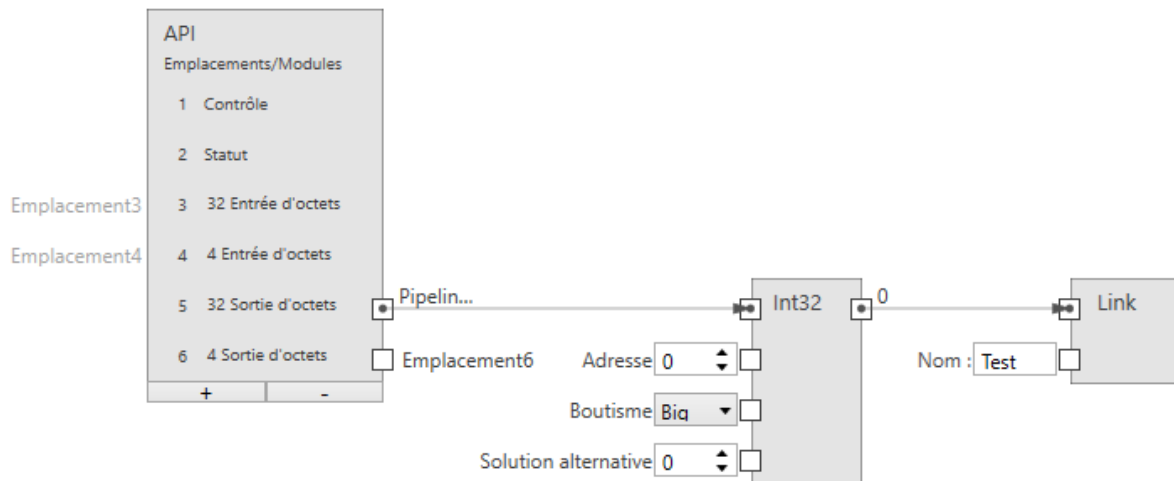 API
Emplacements/Modules
1 Contrôle
2 Statut
Emplacement3 3 32 Entrée d'octets
Emplacement4 4 4 Entrée d'octets
5 32 Sortie d'octets Pipelin... Int32 0 Link
6 4 Sortie d'octets Emplacement6 Adresse 0 Nom : Test
+ -
Boutisme Big
Solution alternative 0